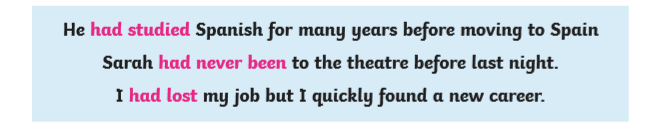 He had studied Spanish for many years before moving to Spain
Sarah had never been to the theatre before last night.
I had lost my job but I quickly found a new career.